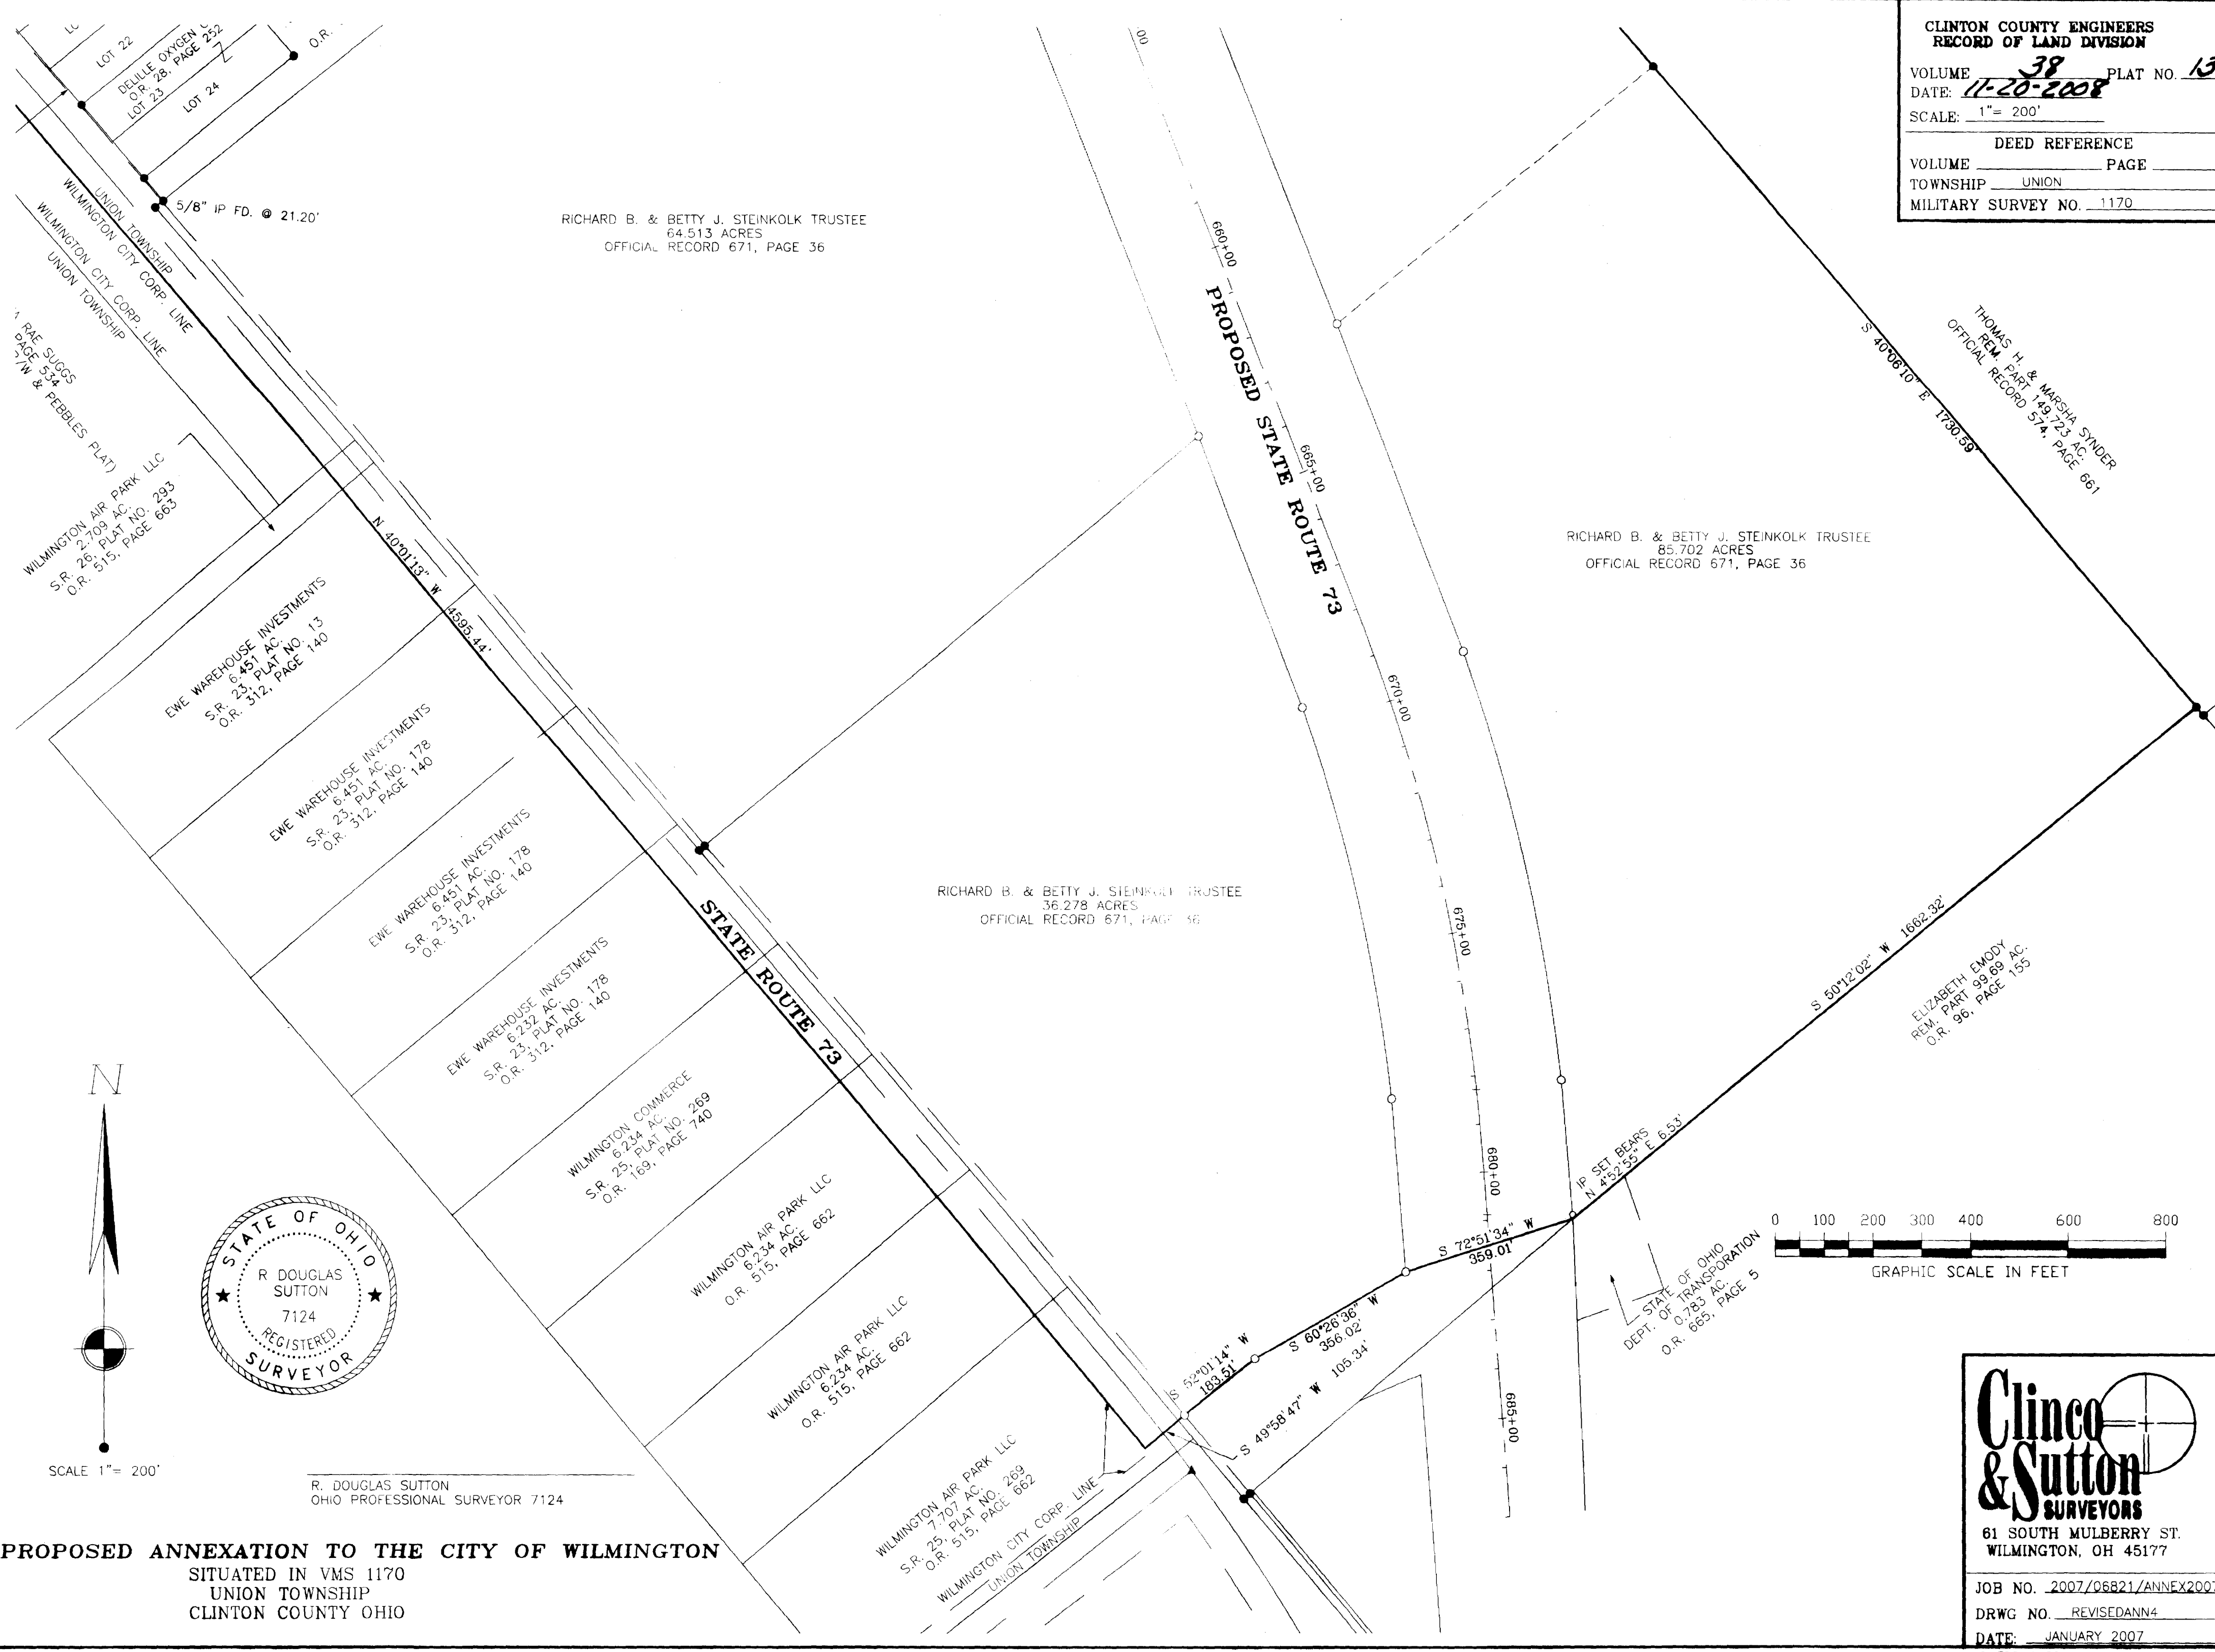 CLINTON COUNTY ENGINEERS
RECORD OF LAND DIVISION
VOLUME 38 PLAT NO. 13
DATE: 11-20-2008
SCALE: 1"= 200'
DEED REFERENCE
VOLUME PAGE
TOWNSHIP UNION
MILITARY SURVEY NO. 1170
LOT 22
DELILLE OXYGEN
O.R. 28, PAGE 252
LOT 23
LOT 24
O.R.
5/8" IP FD. @ 21.20'
UNION TOWNSHIP
WILMINGTON CITY CORP. LINE
WILMINGTON CITY CORP. LINE
UNION TOWNSHIP
RAE SUGGS
PAGE 534
/W & PEBBLES PLAT)
WILMINGTON AIR PARK LLC
2.709 AC.
S.R. 26, PLAT NO. 293
O.R. 515, PAGE 663
RICHARD B. & BETTY J. STEINKOLK TRUSTEE
64.513 ACRES
OFFICIAL RECORD 671, PAGE 36
00
660+00
PROPOSED STATE ROUTE 73
665+00
670+00
675+00
680+00
685+00
S 40°06'10" E 1730.59'
THOMAS H. & MARSHA SYNDER
REM. PART 149.723 AC.
OFFICIAL RECORD 574, PAGE 661
RICHARD B. & BETTY J. STEINKOLK TRUSTEE
85.702 ACRES
OFFICIAL RECORD 671, PAGE 36
N 40°01'13" W 4595.44'
EWE WAREHOUSE INVESTMENTS
6.451 AC.
S.R. 23, PLAT NO. 13
O.R. 312, PAGE 140
EWE WAREHOUSE INVESTMENTS
6.451 AC.
S.R. 23, PLAT NO. 178
O.R. 312, PAGE 140
EWE WAREHOUSE INVESTMENTS
6.451 AC.
S.R. 23, PLAT NO. 178
O.R. 312, PAGE 140
EWE WAREHOUSE INVESTMENTS
6.232 AC.
S.R. 23, PLAT NO. 178
O.R. 312, PAGE 140
WILMINGTON COMMERCE
6.234 AC.
S.R. 25, PLAT NO. 269
O.R. 169, PAGE 740
WILMINGTON AIR PARK LLC
6.234 AC.
O.R. 515, PAGE 662
WILMINGTON AIR PARK LLC
6.234 AC.
O.R. 515, PAGE 662
WILMINGTON AIR PARK LLC
7.707 AC.
S.R. 25, PLAT NO. 269
O.R. 515, PAGE 662
WILMINGTON CITY CORP. LINE
UNION TOWNSHIP
STATE ROUTE 73
RICHARD B. & BETTY J. STEINKOLK TRUSTEE
36.278 ACRES
OFFICIAL RECORD 671, PAGE 36
S 50°12'02" W 1662.32'
ELIZABETH EMODY
REM. PART 99.69 AC.
O.R. 96, PAGE 155
IP SET BEARS
N 4°52'55" E 6.53'
S 72°51'34" W
359.01'
S 60°26'36" W
356.02'
S 52°01'14" W
183.51'
S 49°58'47" W 105.34'
STATE OF OHIO
DEPT. OF TRANSPORATION
0.783 AC.
O.R. 665, PAGE 5
0 100 200 300 400 600 800
GRAPHIC SCALE IN FEET
N
SCALE 1"= 200'
STATE OF OHIO
R DOUGLAS
SUTTON
7124
REGISTERED
SURVEYOR
R. DOUGLAS SUTTON
OHIO PROFESSIONAL SURVEYOR 7124
PROPOSED ANNEXATION TO THE CITY OF WILMINGTON
SITUATED IN VMS 1170
UNION TOWNSHIP
CLINTON COUNTY OHIO
Clinco
& Sutton
SURVEYORS
61 SOUTH MULBERRY ST.
WILMINGTON, OH 45177
JOB NO. 2007/06821/ANNEX2007
DRWG NO. REVISEDANN4
DATE: JANUARY 2007